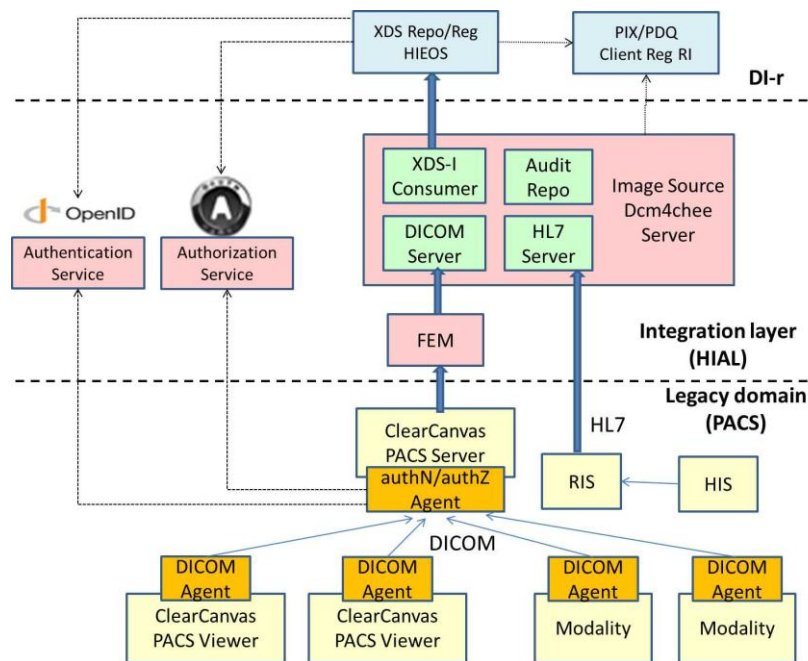 XDS Repo/Reg
HIEOS
PIX/PDQ
Client Reg RI
DI-r
XDS-I
Consumer
Audit
Repo
Image Source
Dcm4chee
Server
OpenID
A
Authentication
Service
Authorization
Service
DICOM
Server
HL7
Server
FEM
Integration layer
(HIAL)
Legacy domain
(PACS)
ClearCanvas
PACS Server
HL7
authN/authZ
Agent
RIS
HIS
DICOM
DICOM
Agent
ClearCanvas
PACS Viewer
DICOM
Agent
ClearCanvas
PACS Viewer
DICOM
Agent
Modality
DICOM
Agent
Modality